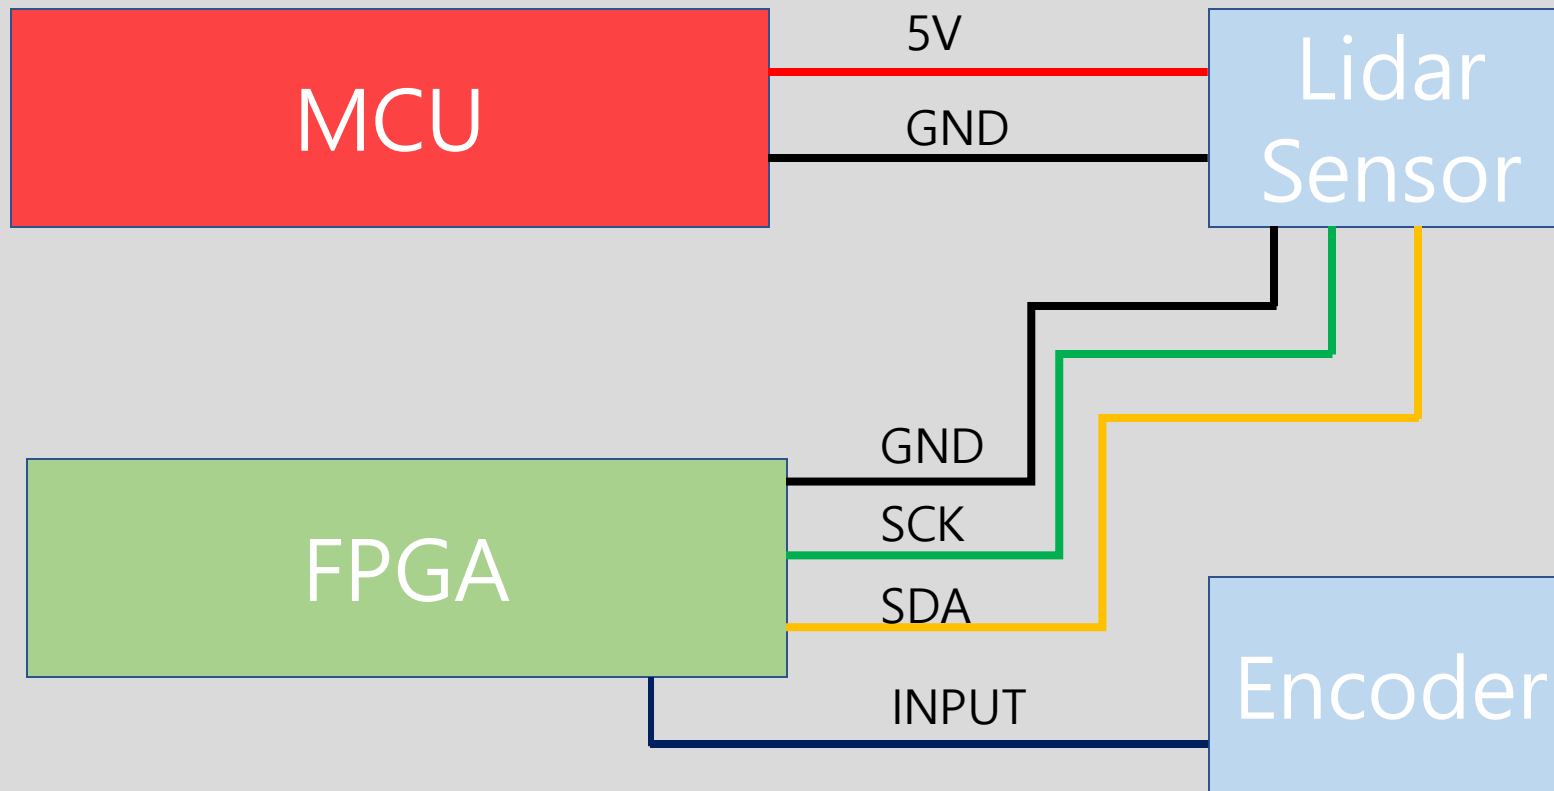 MCU
5V
GND
Lidar
Sensor
FPGA
GND
SCK
SDA
INPUT
Encoder